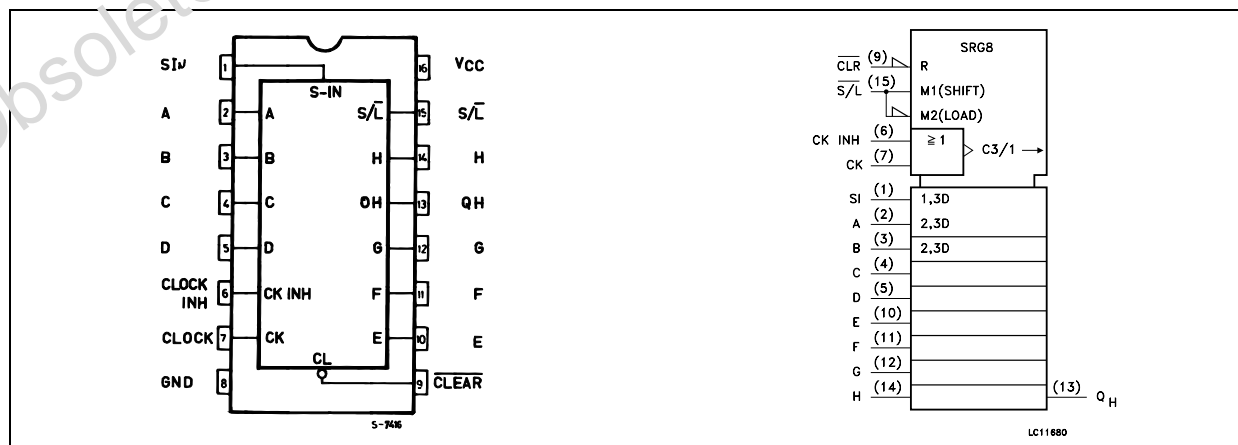 obsolete
SIN
1
S-IN
16
VCC
A
2
A
S/L̅
15
S/L̅
B
3
B
H
14
H
C
4
C
QH
13
QH
D
5
D
G
12
G
CLOCK
INH
6
CK INH
F
11
F
CLOCK
7
CK
E
10
E
CL
GND
8
9
C̅L̅E̅A̅R̅
S-7416
SRG8
C̅L̅R̅ (9)
R
S̅/̅L̅ (15)
M1(SHIFT)
M2(LOAD)
CK INH (6)
≧1
C3/1
CK (7)
SI (1) 1,3D
A (2) 2,3D
B (3) 2,3D
C (4)
D (5)
E (10)
F (11)
G (12)
H (14)
(13) QH
LC11680